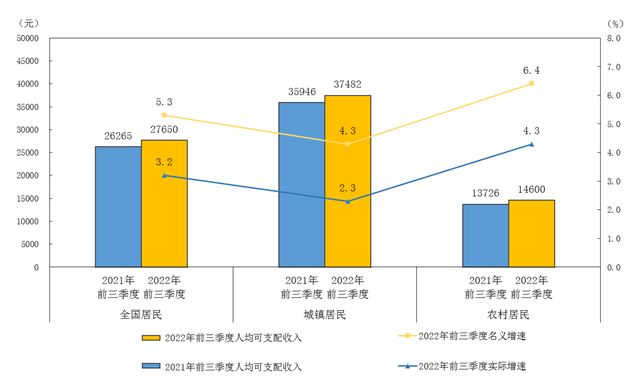 （元）
（%）
50000
45000
40000
35000
30000
25000
20000
15000
10000
5000
0
8.0
7.0
6.0
5.0
4.0
3.0
2.0
1.0
0.0
5.3
26265
27650
3.2
35946
37482
4.3
2.3
6.4
4.3
13726
14600
2021年
前三季度
2022年
前三季度
2021年
前三季度
2022年
前三季度
2021年
前三季度
2022年
前三季度
全国居民
城镇居民
农村居民
2022年前三季度人均可支配收入
2022年前三季度名义增速
2021年前三季度人均可支配收入
2022年前三季度实际增速